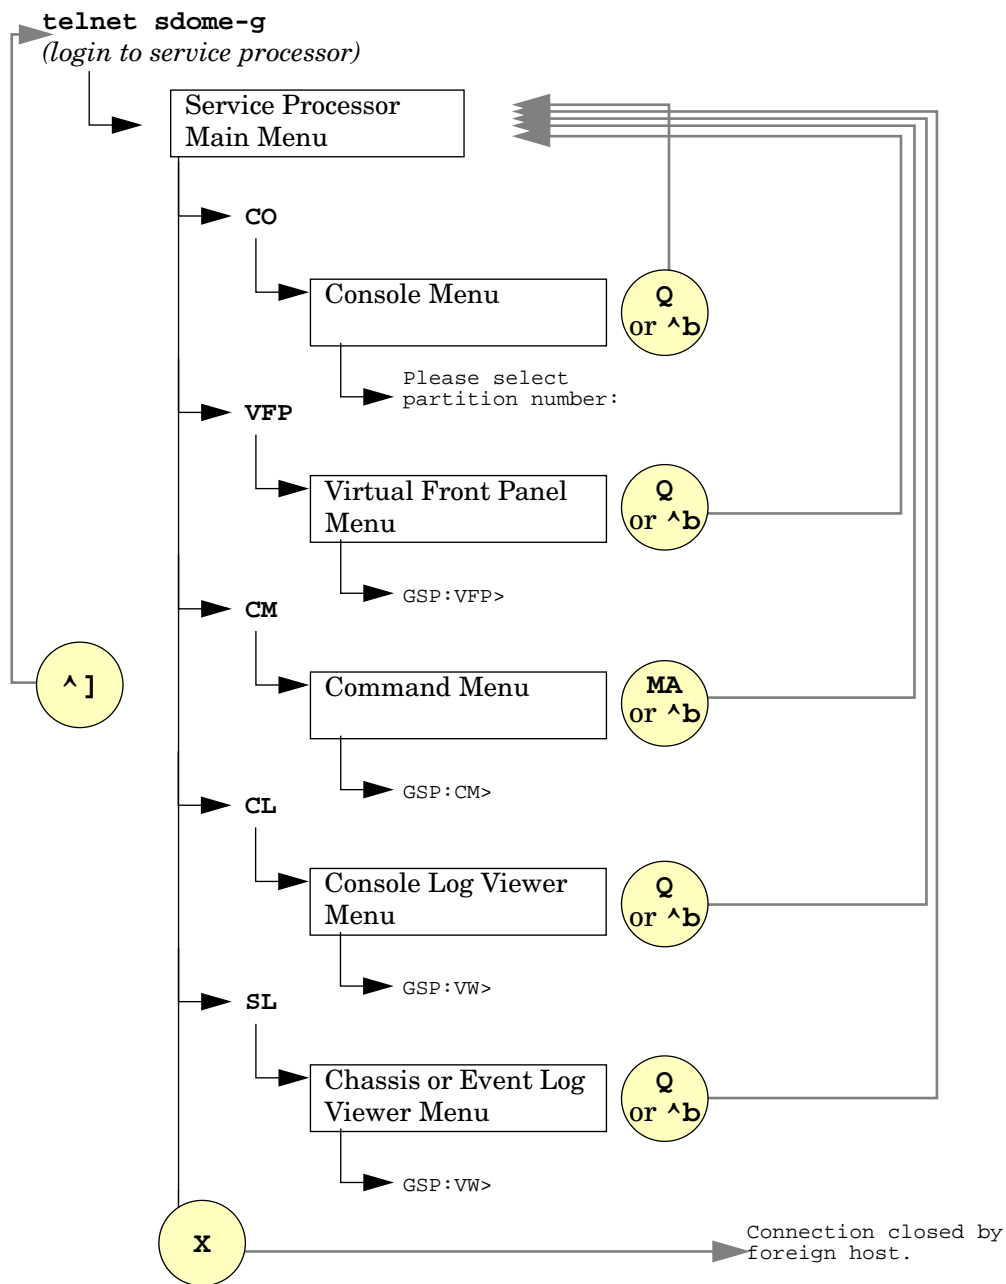 telnet sdome-g
(login to service processor)
Service Processor
Main Menu
CO
Console Menu
Q
or ^b
Please select
partition number:
VFP
Virtual Front Panel
Menu
Q
or ^b
GSP:VFP>
CM
^]
Command Menu
MA
or ^b
GSP:CM>
CL
Console Log Viewer
Menu
Q
or ^b
GSP:VW>
SL
Chassis or Event Log
Viewer Menu
Q
or ^b
GSP:VW>
X
Connection closed by
foreign host.